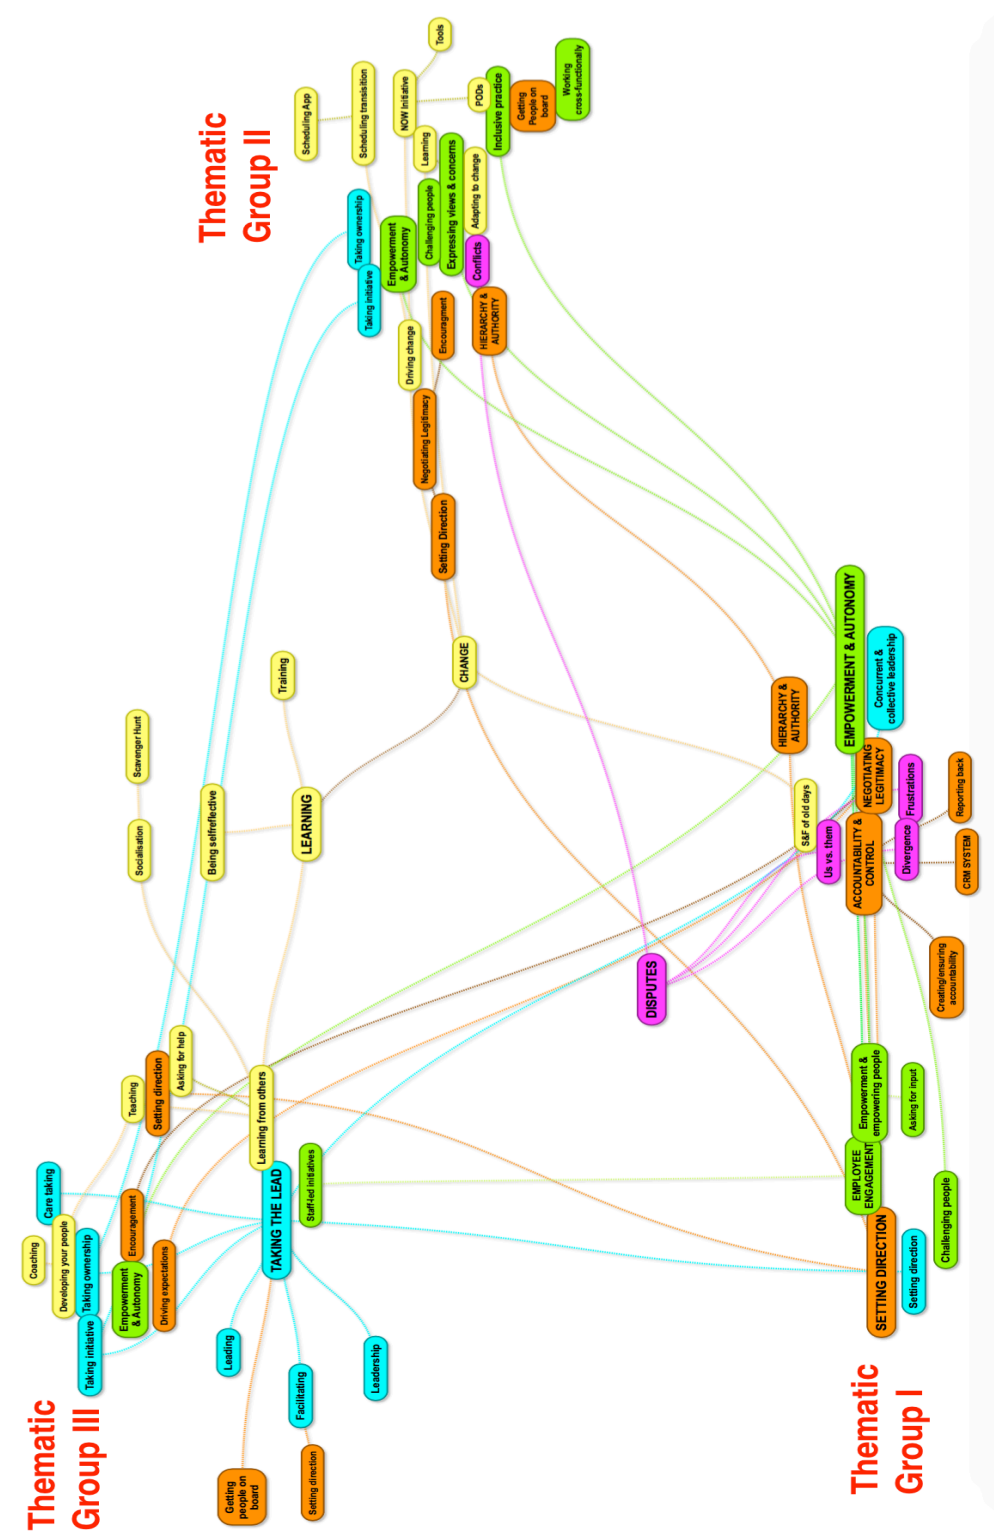 Thematic
Group III
Coaching
Care taking
Developing your people
Taking ownership
Taking initiative
Empowerment
& Autonomy
Encouragement
Driving expectations
Teaching
Setting direction
Asking for help
Socialisation
Scavenger Hunt
Being selfreflective
Training
LEARNING
Learning from others
TAKING THE LEAD
Staff-led initiatives
Leading
Facilitating
Leadership
Getting
people on
board
Setting direction
Thematic
Group II
Scheduling App
Scheduling transisition
Tools
NOW Initiative
PODs
Taking ownership
Taking initiative
Empowerment
& Autonomy
Learning
Challenging people
Expressing views & concerns
Adapting to change
Inclusive practice
Getting
People on
board
Working
cross-functionally
Conflicts
HIERARCHY &
AUTHORITY
Driving change
Encouragment
Negotiating Legitimacy
Setting Direction
CHANGE
DISPUTES
HIERARCHY &
AUTHORITY
S&F of old days
Us vs. them
EMPOWERMENT & AUTONOMY
Concurrent &
collective leadership
NEGOTIATING
LEGITIMACY
ACCOUNTABILITY &
CONTROL
Frustrations
Divergence
Reporting back
CRM SYSTEM
Creating/ensuring
accountability
Empowerment &
empowering people
EMPLOYEE
ENGAGEMENT
Asking for input
Challenging people
SETTING DIRECTION
Setting direction
Thematic
Group I